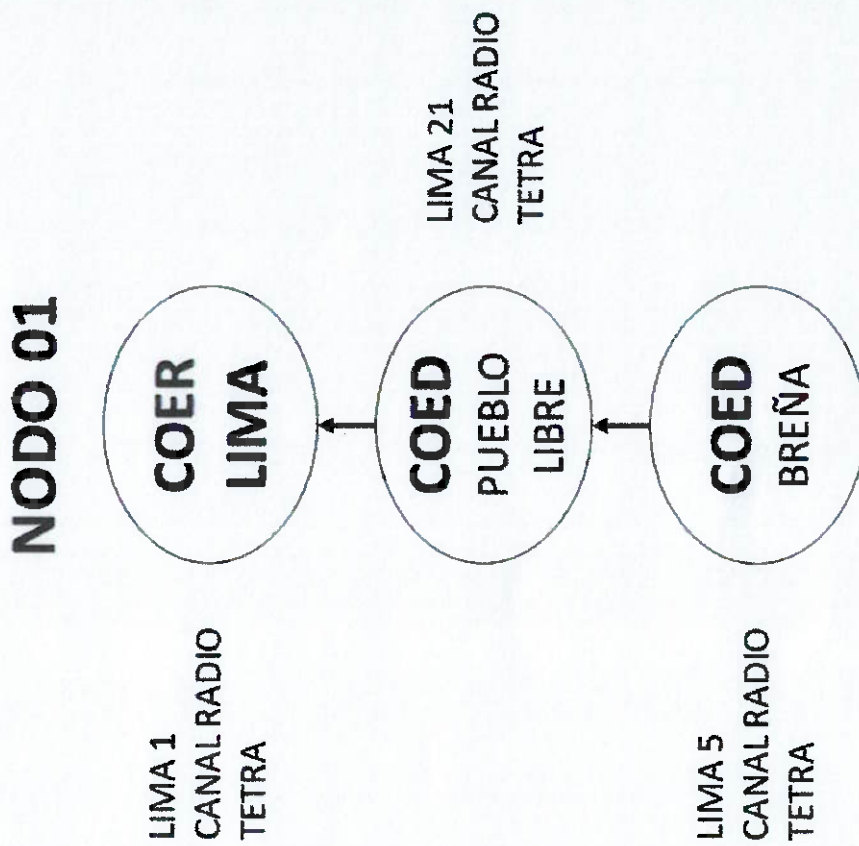 NODO 01
LIMA 1
CANAL RADIO
TETRA
COER
LIMA
COED
PUEBLO
LIBRE
LIMA 21
CANAL RADIO
TETRA
LIMA 5
CANAL RADIO
TETRA
COED
BREÑA